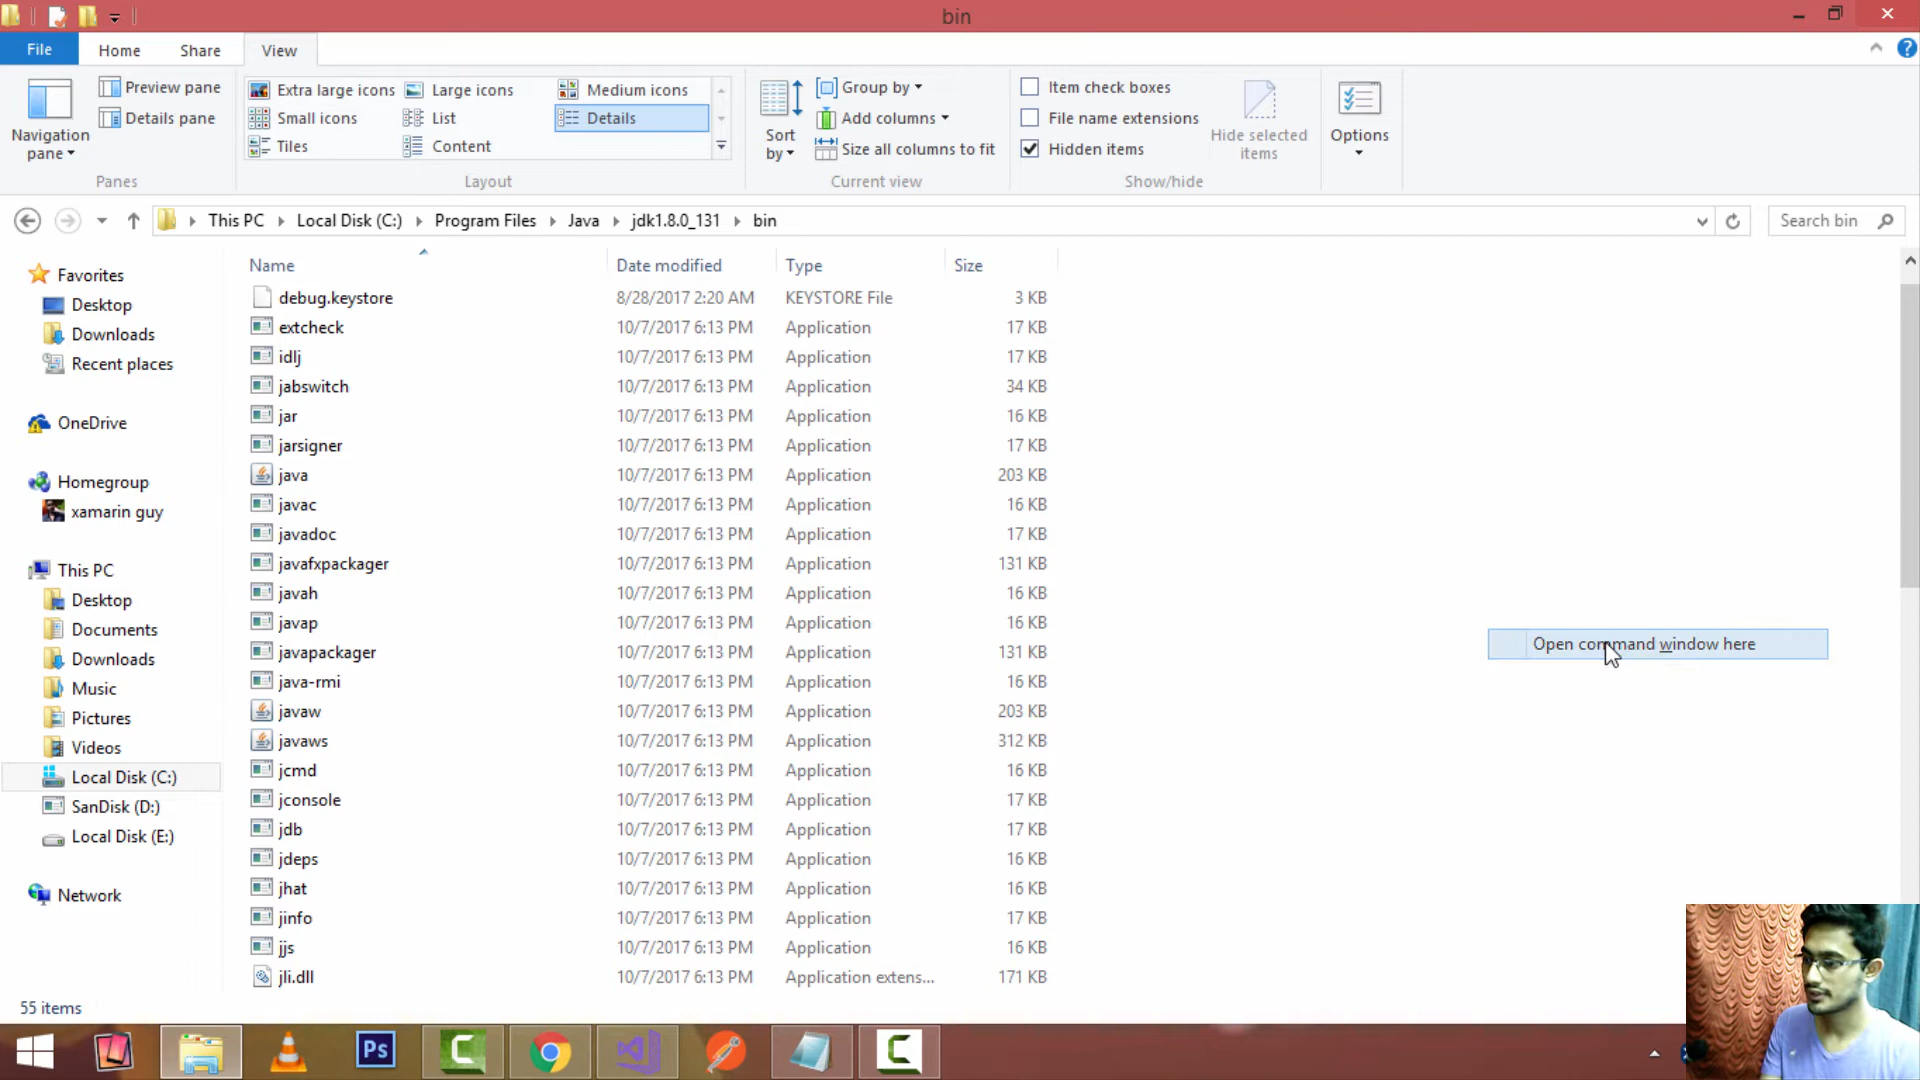 bin
File Home Share View
Navigation pane
Preview pane
Details pane
Panes
Extra large icons Large icons Medium icons
Small icons List Details
Tiles Content
Layout
Sort by
Group by
Add columns
Size all columns to fit
Current view
Item check boxes
File name extensions
Hidden items
Hide selected items
Show/hide
Options
This PC Local Disk (C:) Program Files Java jdk1.8.0_131 bin
Search bin
Favorites
Desktop
Downloads
Recent places
OneDrive
Homegroup
xamarin guy
This PC
Desktop
Documents
Downloads
Music
Pictures
Videos
Local Disk (C:)
SanDisk (D:)
Local Disk (E:)
Network
Name Date modified Type Size
debug.keystore 8/28/2017 2:20 AM KEYSTORE File 3 KB
extcheck 10/7/2017 6:13 PM Application 17 KB
idlj 10/7/2017 6:13 PM Application 17 KB
jabswitch 10/7/2017 6:13 PM Application 34 KB
jar 10/7/2017 6:13 PM Application 16 KB
jarsigner 10/7/2017 6:13 PM Application 17 KB
java 10/7/2017 6:13 PM Application 203 KB
javac 10/7/2017 6:13 PM Application 16 KB
javadoc 10/7/2017 6:13 PM Application 17 KB
javafxpackager 10/7/2017 6:13 PM Application 131 KB
javah 10/7/2017 6:13 PM Application 16 KB
javap 10/7/2017 6:13 PM Application 16 KB
javapackager 10/7/2017 6:13 PM Application 131 KB
java-rmi 10/7/2017 6:13 PM Application 16 KB
javaw 10/7/2017 6:13 PM Application 203 KB
javaws 10/7/2017 6:13 PM Application 312 KB
jcmd 10/7/2017 6:13 PM Application 16 KB
jconsole 10/7/2017 6:13 PM Application 17 KB
jdb 10/7/2017 6:13 PM Application 17 KB
jdeps 10/7/2017 6:13 PM Application 16 KB
jhat 10/7/2017 6:13 PM Application 16 KB
jinfo 10/7/2017 6:13 PM Application 17 KB
jjs 10/7/2017 6:13 PM Application 16 KB
jli.dll 10/7/2017 6:13 PM Application extens... 171 KB
Open command window here
55 items
Ps